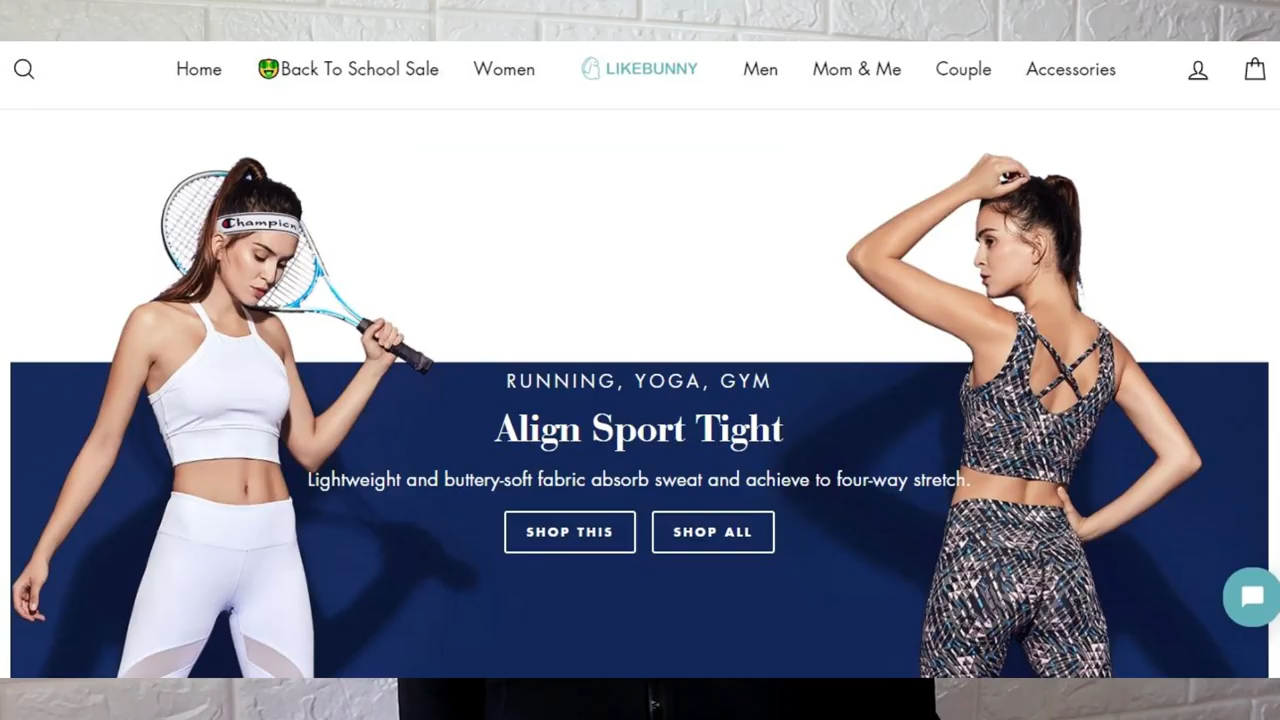 Home
🤑Back To School Sale
Women
LIKEBUNNY
Men
Mom & Me
Couple
Accessories
Champion
RUNNING, YOGA, GYM
Align Sport Tight
Lightweight and buttery-soft fabric absorb sweat and achieve to four-way stretch.
SHOP THIS
SHOP ALL